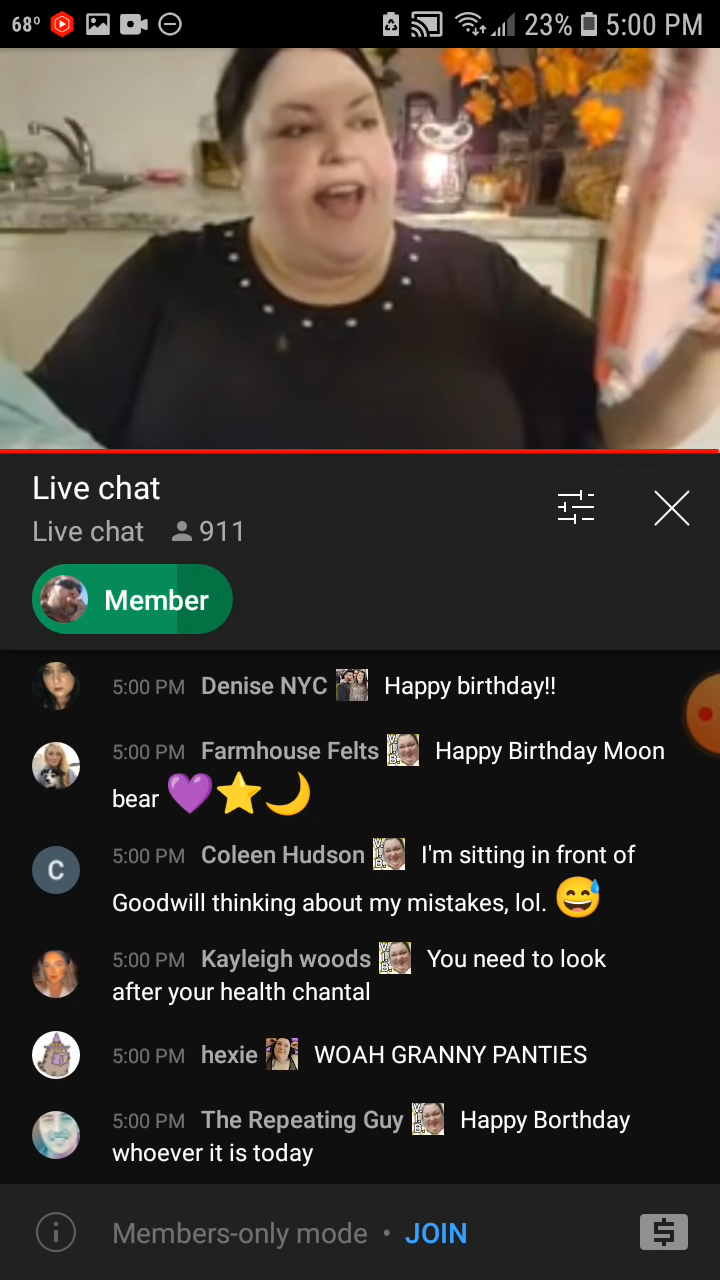 68° 23% 5:00 PM
Live chat
Live chat 911
Member
5:00 PM Denise NYC Happy birthday!!
5:00 PM Farmhouse Felts Happy Birthday Moon
bear 💜⭐🌙
C 5:00 PM Coleen Hudson I'm sitting in front of
Goodwill thinking about my mistakes, lol. 😅
5:00 PM Kayleigh woods You need to look
after your health chantal
5:00 PM hexie WOAH GRANNY PANTIES
5:00 PM The Repeating Guy Happy Borthday
whoever it is today
Members-only mode • JOIN